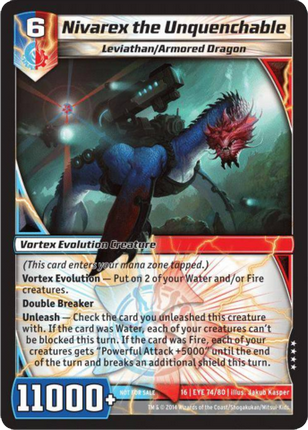 6
Nivarex the Unquenchable
Leviathan/Armored Dragon
Vortex Evolution Creature
(This card enters your mana zone tapped.)
Vortex Evolution — Put on 2 of your Water and/or Fire
creatures.
Double Breaker
Unleash — Check the card you unleashed this creature
with. If the card was Water, each of your creatures can't
be blocked this turn. If the card was Fire, each of your
creatures gets "Powerful Attack +5000" until the end
of the turn and breaks an additional shield this turn.
11000+
NOT FOR SALE
16 | EYE 74/80 | illus. Jakub Kasper
TM & © 2014 Wizards of the Coast/Shogakukan/Mitsui-Kids.